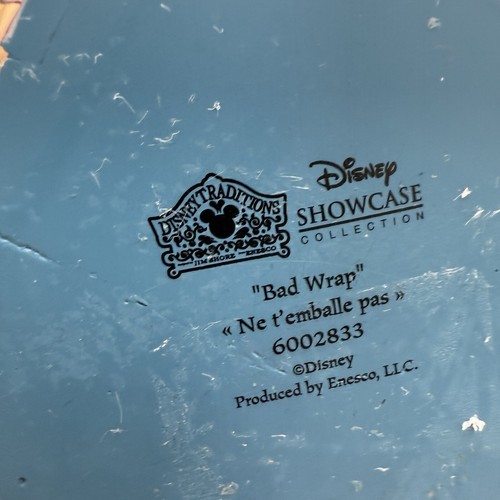 DISNEY TRADITIONS
JIM SHORE ENESCO
Disney
SHOWCASE
COLLECTION
"Bad Wrap"
« Ne t'emballe pas »
6002833
©Disney
Produced by Enesco, LLC.